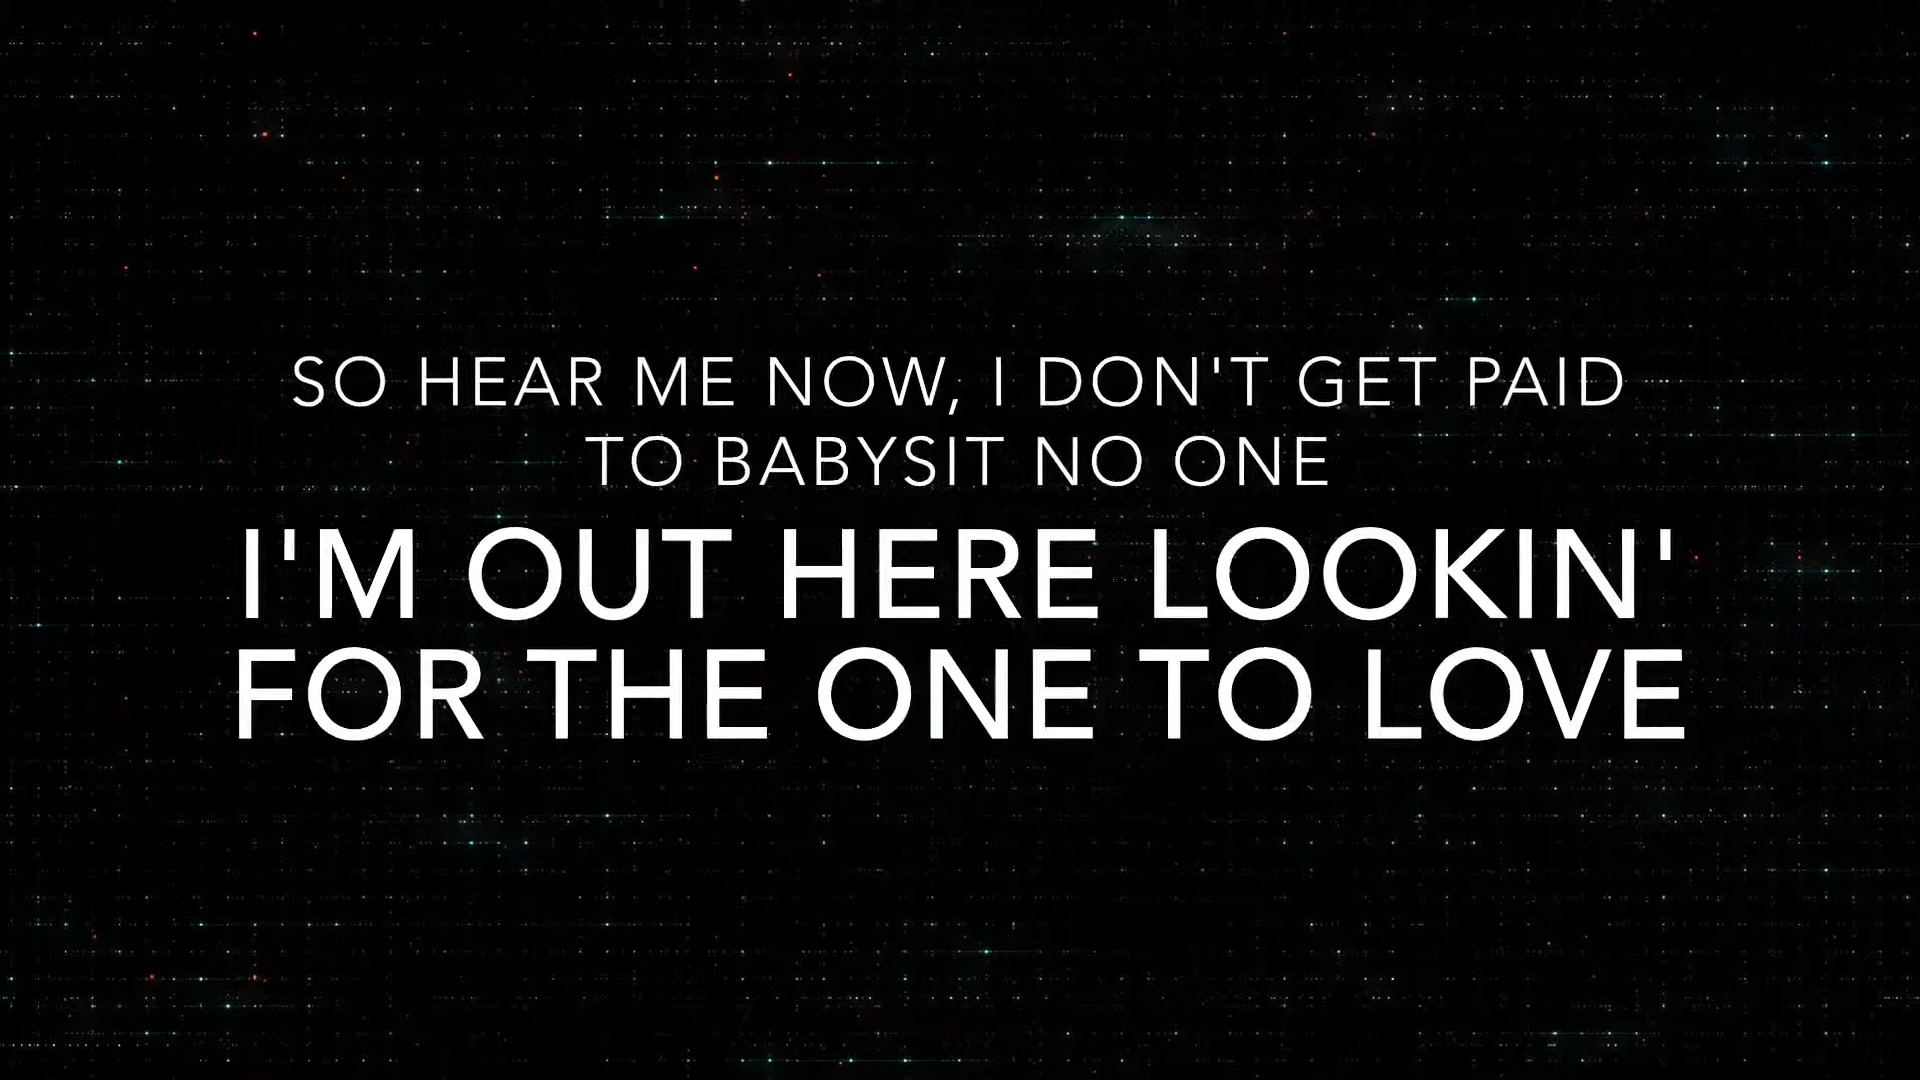 SO HEAR ME NOW, I DON'T GET PAID
TO BABYSIT NO ONE
I'M OUT HERE LOOKIN'
FOR THE ONE TO LOVE